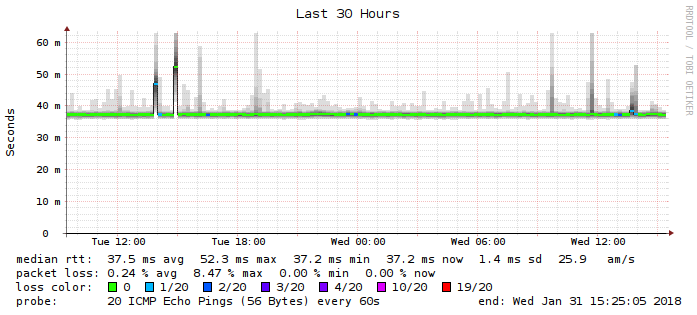 Last 30 Hours
RRDTOOL / TOBI OETIKER
Seconds
60 m
50 m
40 m
30 m
20 m
10 m
0
Tue 12:00 Tue 18:00 Wed 00:00 Wed 06:00 Wed 12:00
median rtt: 37.5 ms avg 52.3 ms max 37.2 ms min 37.2 ms now 1.4 ms sd 25.9 am/s
packet loss: 0.24 % avg 8.47 % max 0.00 % min 0.00 % now
loss color: 0 1/20 2/20 3/20 4/20 10/20 19/20
probe: 20 ICMP Echo Pings (56 Bytes) every 60s end: Wed Jan 31 15:25:05 2018